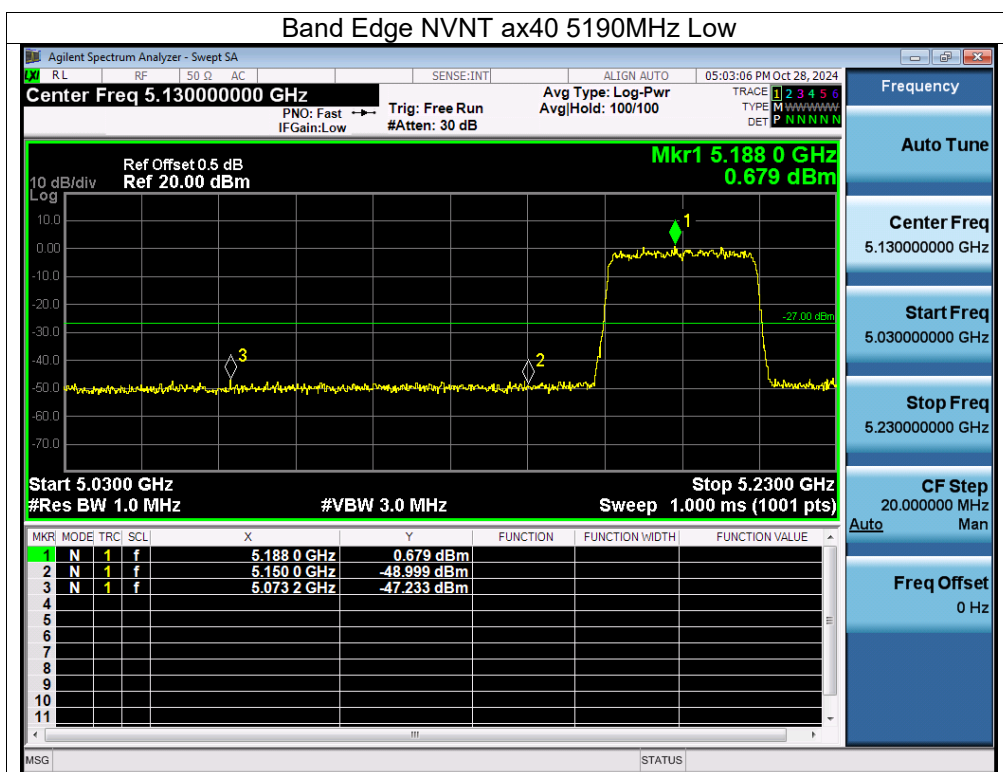 Band Edge NVNT ax40 5190MHz Low
Agilent Spectrum Analyzer - Swept SA
LXI RL RF 50 Ω AC SENSE:INT ALIGN AUTO 05:03:06 PM Oct 28, 2024
Center Freq 5.130000000 GHz
PNO: Fast
IFGain:Low
Trig: Free Run
#Atten: 30 dB
Avg Type: Log-Pwr
Avg|Hold: 100/100
TRACE 1 2 3 4 5 6
TYPE M WWWWW
DET P N N N N N
Mkr1 5.188 0 GHz
0.679 dBm
Ref Offset 0.5 dB
10 dB/div Ref 20.00 dBm
Log
10.0
0.00
-10.0
-20.0
-30.0
-40.0
-50.0
-60.0
-70.0
1
-27.00 dBm
3
2
Start 5.0300 GHz Stop 5.2300 GHz
#Res BW 1.0 MHz #VBW 3.0 MHz Sweep 1.000 ms (1001 pts)
MKR MODE TRC SCL X Y FUNCTION FUNCTION WIDTH FUNCTION VALUE
1 N 1 f 5.188 0 GHz 0.679 dBm
2 N 1 f 5.150 0 GHz -48.999 dBm
3 N 1 f 5.073 2 GHz -47.233 dBm
4
5
6
7
8
9
10
11
MSG STATUS
Frequency
Auto Tune
Center Freq
5.130000000 GHz
Start Freq
5.030000000 GHz
Stop Freq
5.230000000 GHz
CF Step
20.000000 MHz
Auto Man
Freq Offset
0 Hz